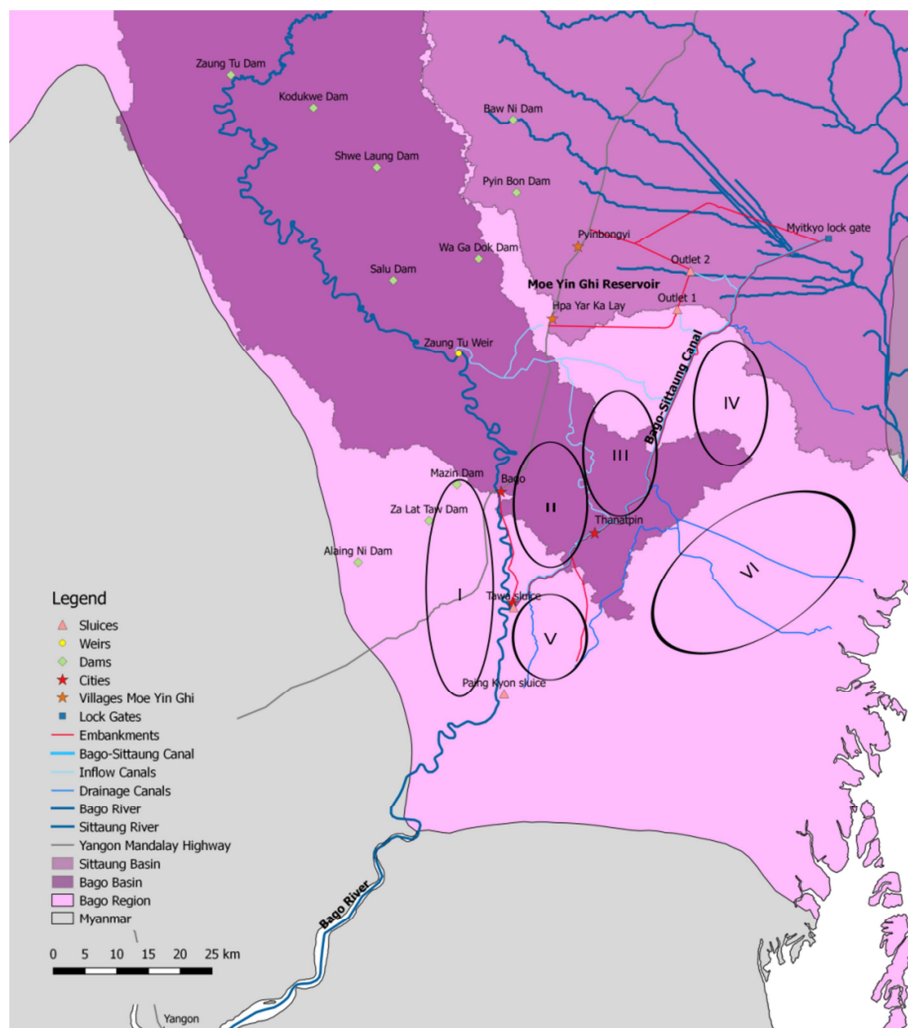 Zaung Tu Dam
Kodukwe Dam
Baw Ni Dam
Shwe Laung Dam
Pyin Bon Dam
Pyinbongyi
Myitkyo lock gate
Wa Ga Dok Dam
Outlet 2
Salu Dam
Moe Yin Ghi Reservoir
Hpa Yar Ka Lay
Outlet 1
Zaung Tu Weir
Bago-Sittaung Canal
IV
III
Mazin Dam
Bago
Za Lat Taw Dam
II
Thanatpin
Alaing Ni Dam
VI
I
Tawa sluice
V
Paing Kyon sluice
Legend
Sluices
Weirs
Dams
Cities
Villages Moe Yin Ghi
Lock Gates
Embankments
Bago-Sittaung Canal
Inflow Canals
Drainage Canals
Bago River
Sittaung River
Yangon Mandalay Highway
Sittaung Basin
Bago Basin
Bago Region
Myanmar
0 5 10 15 20 25 km
Bago River
Yangon